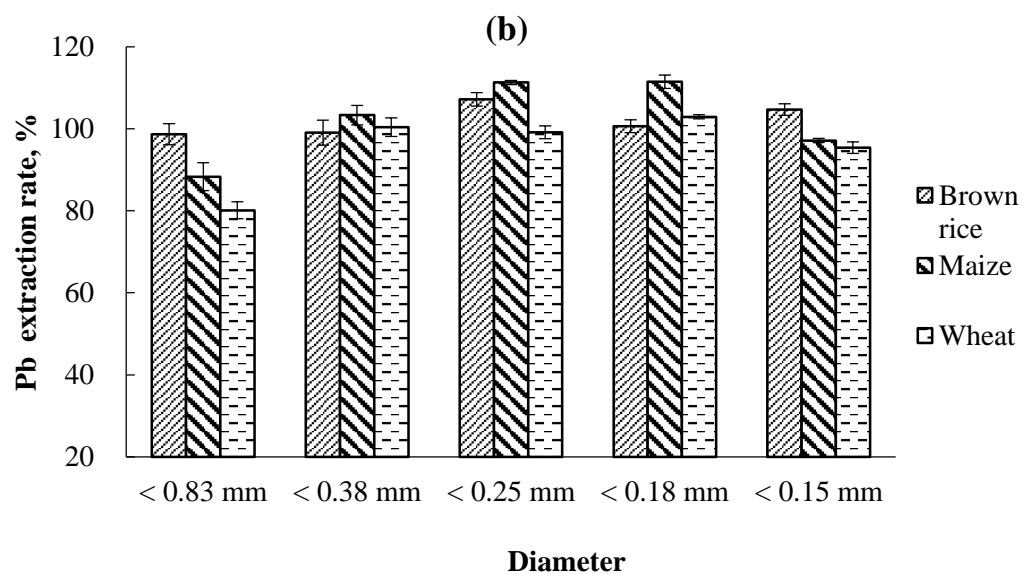 (b)
120
100
80
60
40
20
Pb extraction rate, %
< 0.83 mm < 0.38 mm < 0.25 mm < 0.18 mm < 0.15 mm
Diameter
Brown
rice
Maize
Wheat